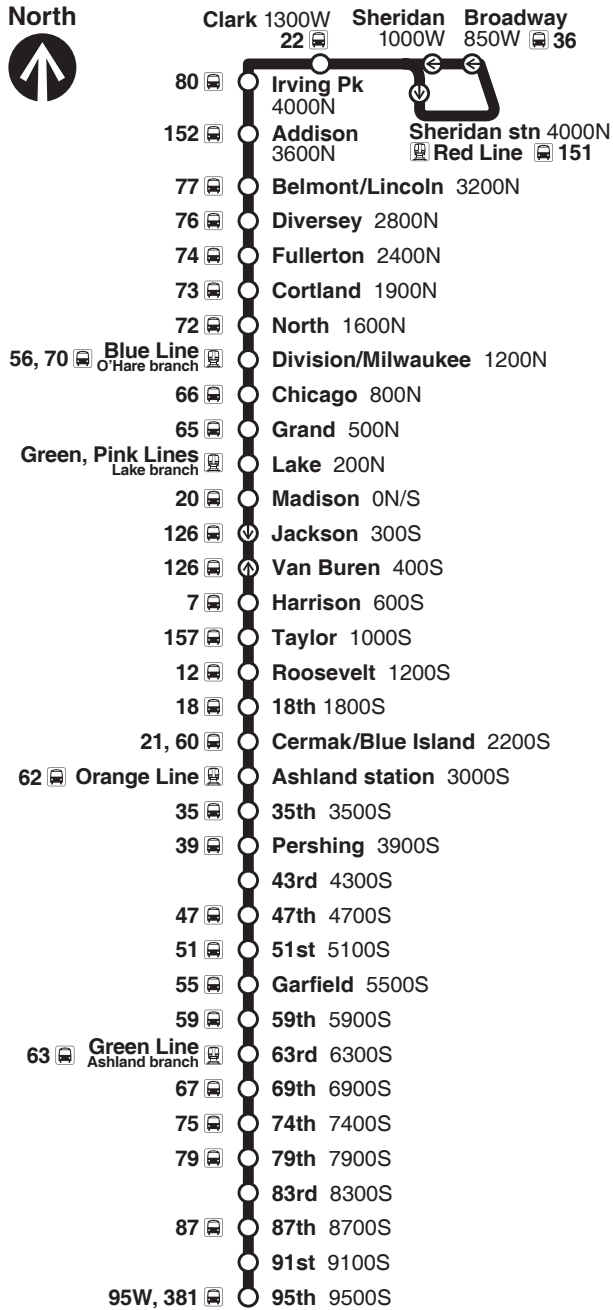 North
Clark 1300W
22
Sheridan
1000W
Broadway
850W 36
80 Irving Pk
4000N
Sheridan stn 4000N
Red Line 151
152 Addison
3600N
77 Belmont/Lincoln 3200N
76 Diversey 2800N
74 Fullerton 2400N
73 Cortland 1900N
72 North 1600N
56, 70 Blue Line
O'Hare branch
Division/Milwaukee 1200N
66 Chicago 800N
65 Grand 500N
Green, Pink Lines
Lake branch
Lake 200N
20 Madison 0N/S
126 Jackson 300S
126 Van Buren 400S
7 Harrison 600S
157 Taylor 1000S
12 Roosevelt 1200S
18 18th 1800S
21, 60 Cermak/Blue Island 2200S
62 Orange Line Ashland station 3000S
35 35th 3500S
39 Pershing 3900S
43rd 4300S
47 47th 4700S
51 51st 5100S
55 Garfield 5500S
59 59th 5900S
63 Green Line
Ashland branch
63rd 6300S
67 69th 6900S
75 74th 7400S
79 79th 7900S
83rd 8300S
87 87th 8700S
91st 9100S
95W, 381 95th 9500S